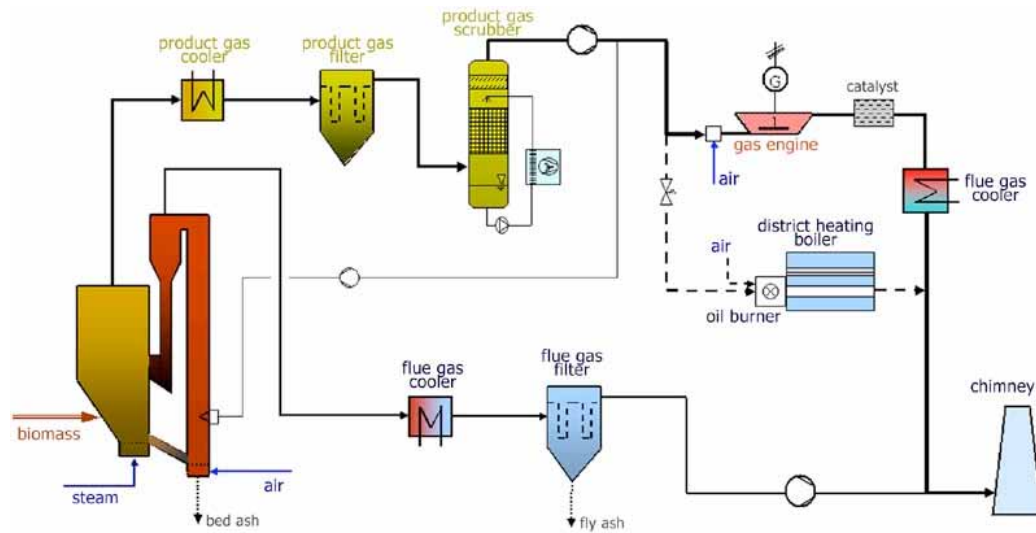 product gas
cooler
product gas
filter
product gas
scrubber
G
catalyst
1
gas engine
air
flue gas
cooler
district heating
boiler
air
oil burner
flue gas
cooler
flue gas
filter
chimney
biomass
steam
air
bed ash
fly ash